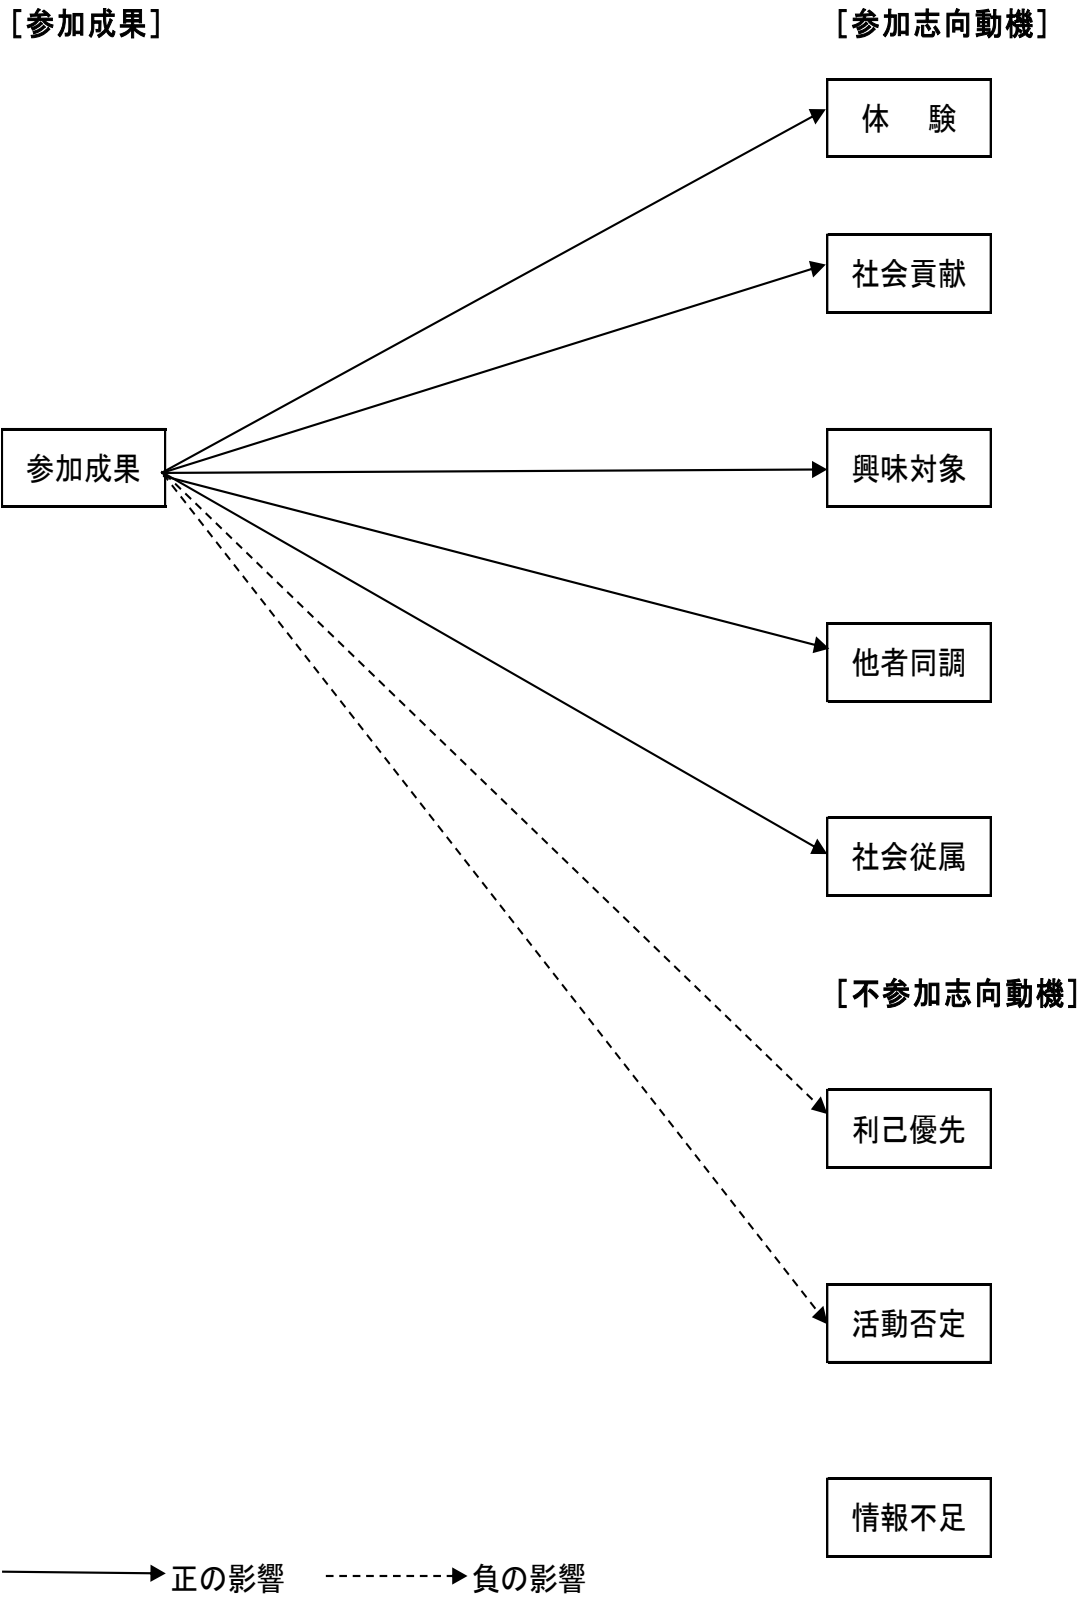 ［参加成果］
［参加志向動機］
体　験
社会貢献
参加成果
興味対象
他者同調
社会従属
［不参加志向動機］
利己優先
活動否定
情報不足
正の影響
負の影響